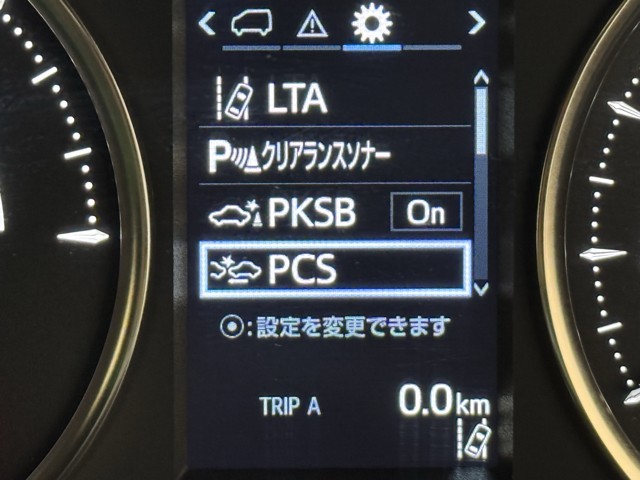 LTA
Pクリアランスソナー
PKSB On
PCS
:設定を変更できます
TRIP A 0.0km